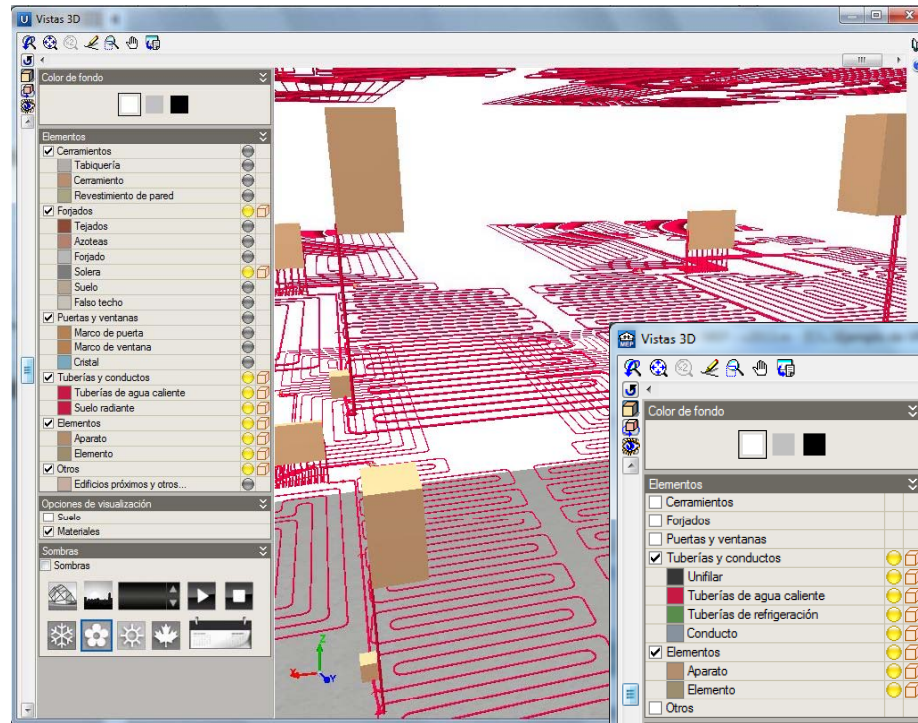 Vistas 3D
Color de fondo
Elementos
Cerramientos
Tabiquería
Cerramiento
Revestimiento de pared
Forjados
Tejados
Azoteas
Forjado
Solera
Suelo
Falso techo
Puertas y ventanas
Marco de puerta
Marco de ventana
Cristal
Tuberías y conductos
Tuberías de agua caliente
Suelo radiante
Elementos
Aparato
Elemento
Otros
Edificios próximos y otros...
Opciones de visualización
Suelo
Materiales
Sombras
Sombras
Z
X
Y
Vistas 3D
MEP
Color de fondo
Elementos
Cerramientos
Forjados
Puertas y ventanas
Tuberías y conductos
Unifilar
Tuberías de agua caliente
Tuberías de refrigeración
Conducto
Elementos
Aparato
Elemento
Otros